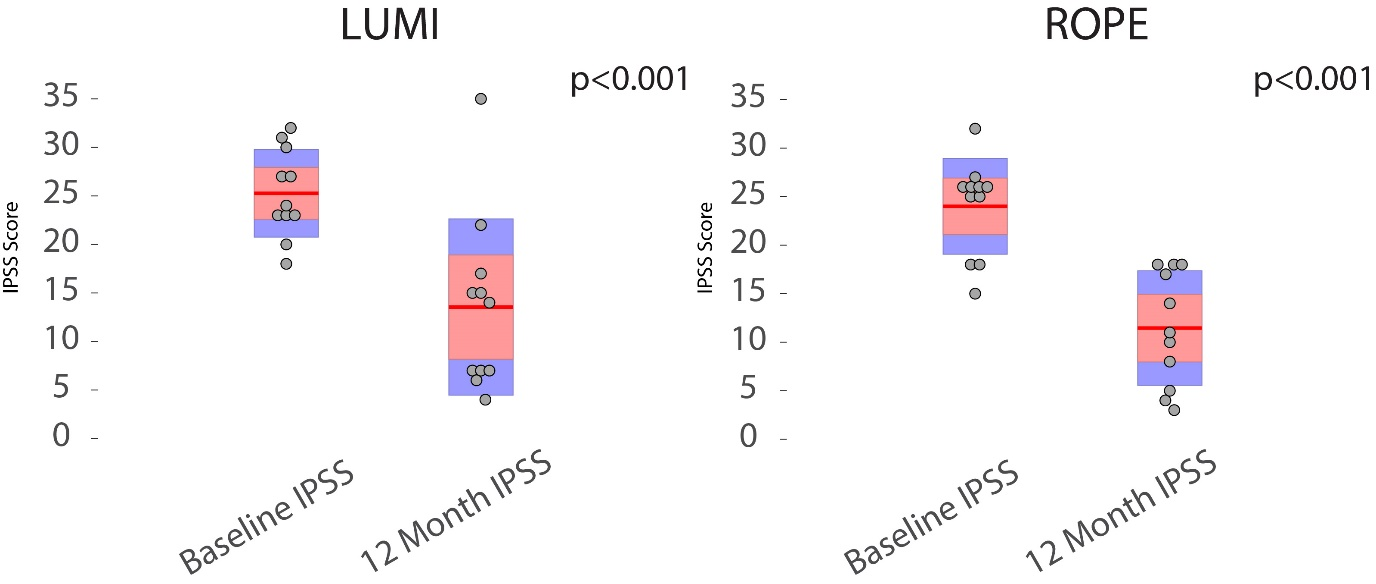 LUMI
p<0.001
IPSS Score
35
30
25
20
15
10
5
0
Baseline IPSS
12 Month IPSS
ROPE
p<0.001
IPSS Score
35
30
25
20
15
10
5
0
Baseline IPSS
12 Month IPSS